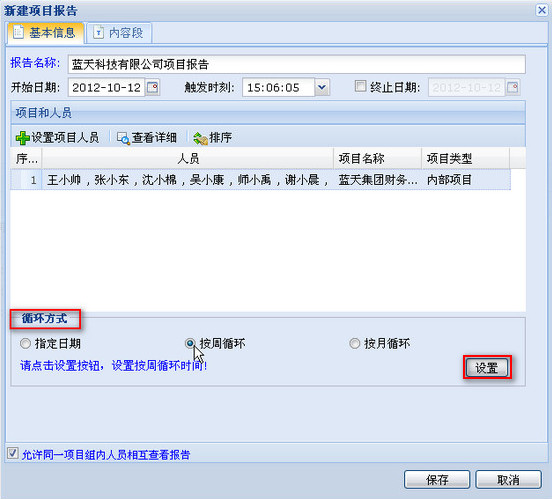 新建项目报告
基本信息 内容段
报告名称: 蓝天科技有限公司项目报告
开始日期: 2012-10-12 触发时刻: 15:06:05 终止日期: 2012-10-12
项目和人员
设置项目人员 查看详细 排序
序... 人员 项目名称 项目类型
1 王小帅，张小东，沈小棉，吴小康，师小禹，谢小晨， 蓝天集团财务... 内部项目
循环方式
指定日期 按周循环 按月循环
请点击设置按钮，设置按周循环时间!
设置
允许同一项目组内人员相互查看报告
保存 取消